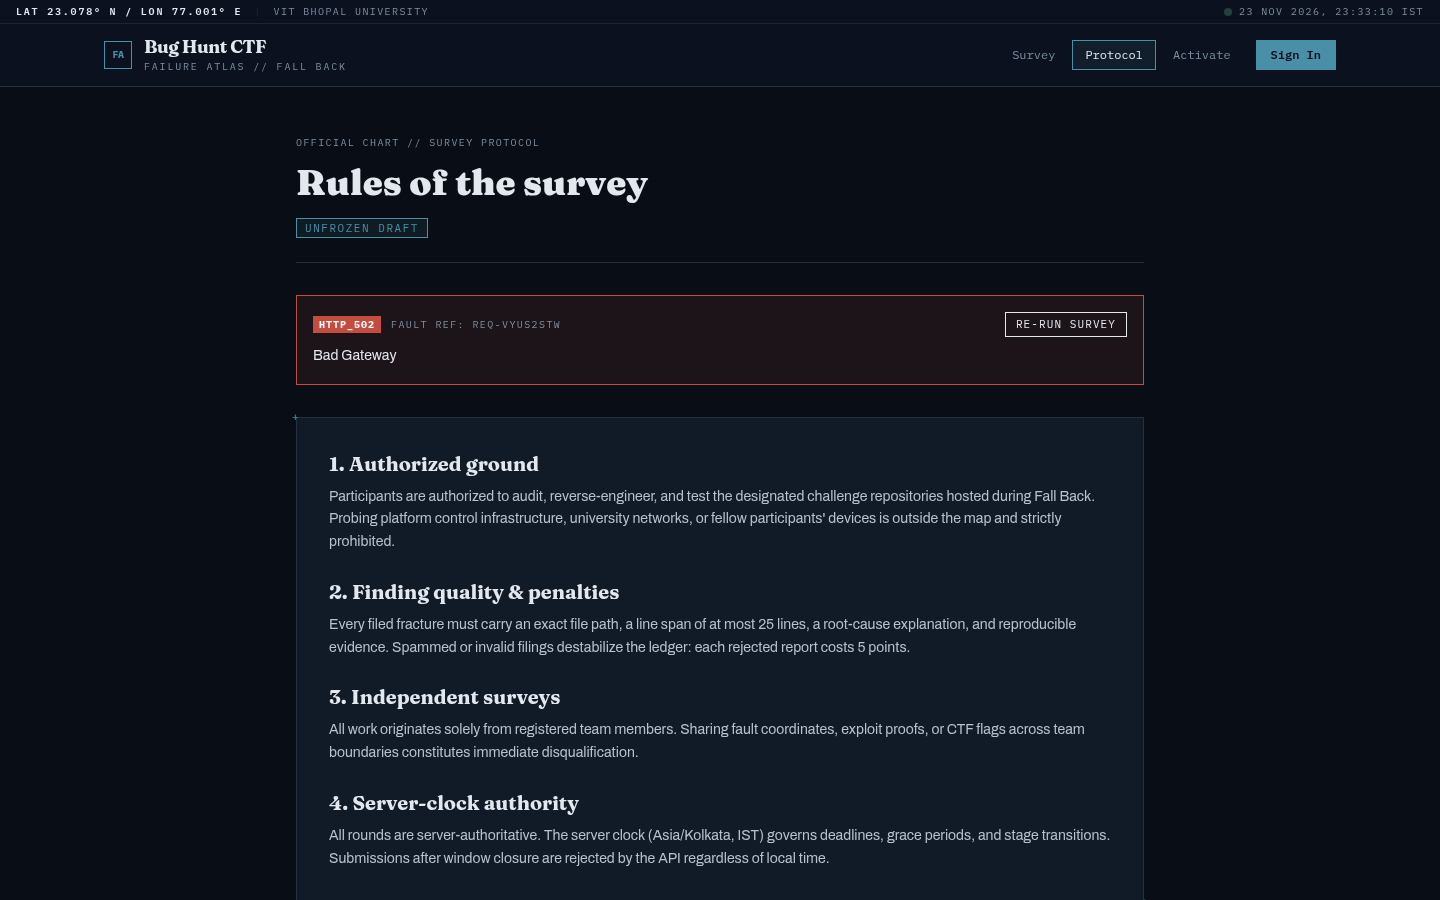 LAT 23.078° N / LON 77.001° E | VIT BHOPAL UNIVERSITY
23 NOV 2026, 23:33:10 IST
FA
Bug Hunt CTF
FAILURE ATLAS // FALL BACK
Survey Protocol Activate Sign In
OFFICIAL CHART // SURVEY PROTOCOL
Rules of the survey
UNFROZEN DRAFT
HTTP_502 FAULT REF: REQ-VYUS2STW
RE-RUN SURVEY
Bad Gateway
+
1. Authorized ground
Participants are authorized to audit, reverse-engineer, and test the designated challenge repositories hosted during Fall Back.
Probing platform control infrastructure, university networks, or fellow participants' devices is outside the map and strictly
prohibited.
2. Finding quality & penalties
Every filed fracture must carry an exact file path, a line span of at most 25 lines, a root-cause explanation, and reproducible
evidence. Spammed or invalid filings destabilize the ledger: each rejected report costs 5 points.
3. Independent surveys
All work originates solely from registered team members. Sharing fault coordinates, exploit proofs, or CTF flags across team
boundaries constitutes immediate disqualification.
4. Server-clock authority
All rounds are server-authoritative. The server clock (Asia/Kolkata, IST) governs deadlines, grace periods, and stage transitions.
Submissions after window closure are rejected by the API regardless of local time.